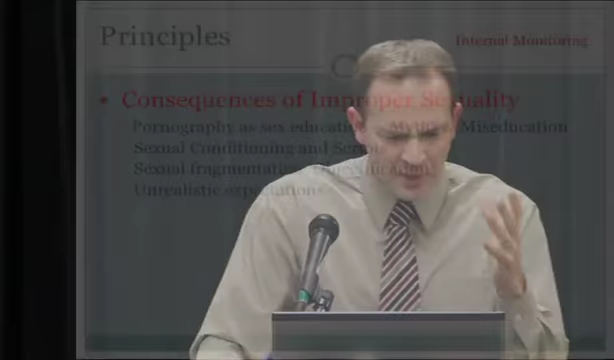 Principles
Internal Monitoring
• Consequences of Improper Sexuality
Pornography as sex education
Miseducation
Sexual Conditioning and
Sexual fragmentation
Unrealistic expectations